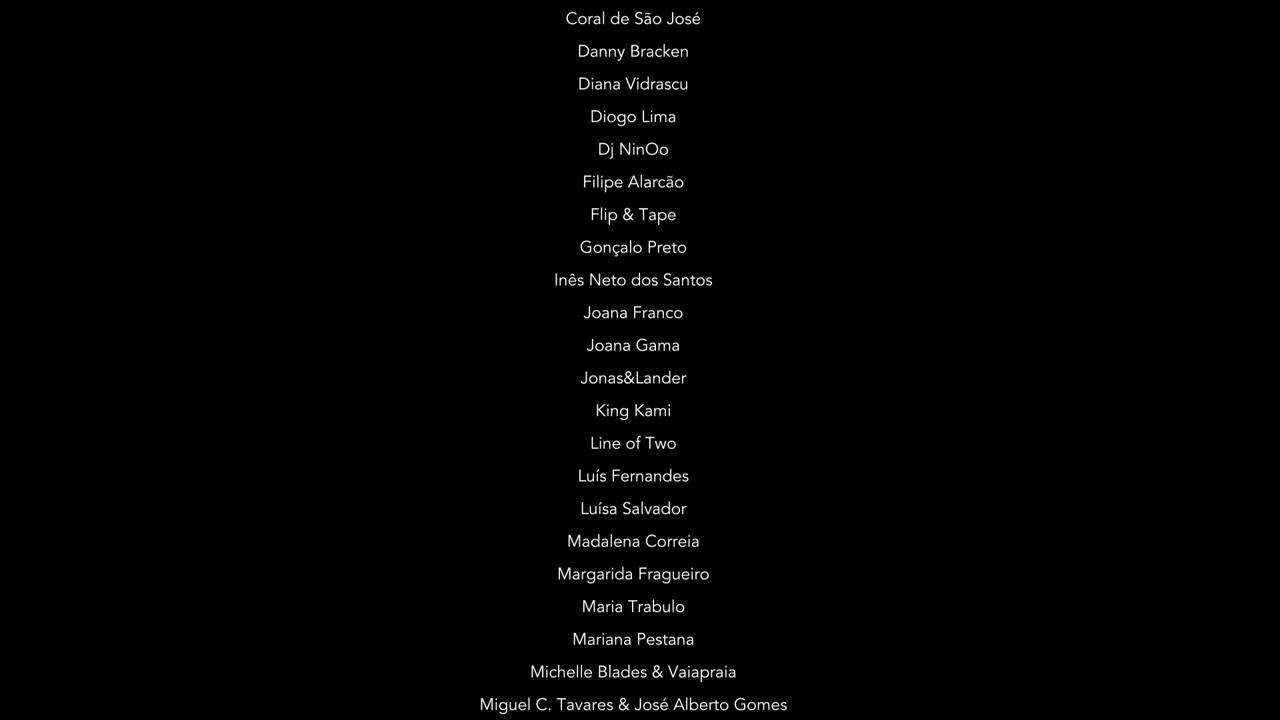 Coral de São José
Danny Bracken
Diana Vidrascu
Diogo Lima
Dj NinOo
Filipe Alarcão
Flip & Tape
Gonçalo Preto
Inês Neto dos Santos
Joana Franco
Joana Gama
Jonas&Lander
King Kami
Line of Two
Luís Fernandes
Luísa Salvador
Madalena Correia
Margarida Fragueiro
Maria Trabulo
Mariana Pestana
Michelle Blades & Vaiapraia
Miguel C. Tavares & José Alberto Gomes